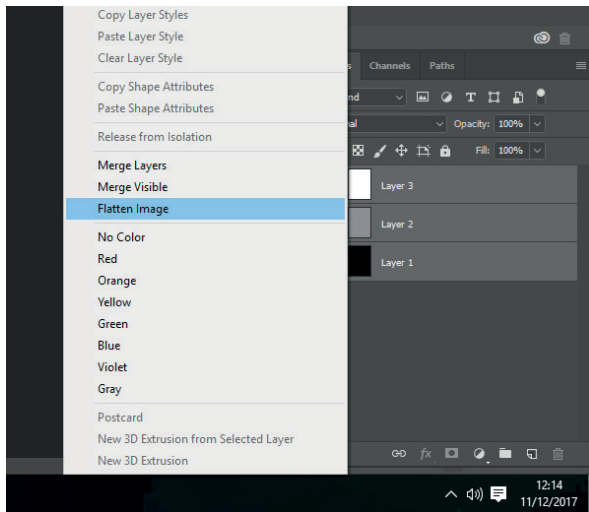 Copy Layer Styles
Paste Layer Style
Clear Layer Style
Copy Shape Attributes
Paste Shape Attributes
Release from Isolation
Merge Layers
Merge Visible
Flatten Image
No Color
Red
Orange
Yellow
Green
Blue
Violet
Gray
Postcard
New 3D Extrusion from Selected Layer
New 3D Extrusion
s Channels Paths
nd
al Opacity: 100%
Fill: 100%
Layer 3
Layer 2
Layer 1
fx
12:14
11/12/2017